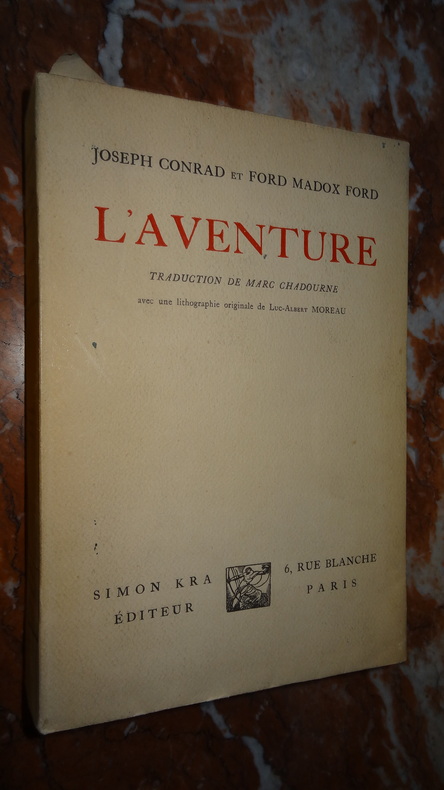 JOSEPH CONRAD ET FORD MADOX FORD
L'AVENTURE
TRADUCTION DE MARC CHADOURNE
avec une lithographie originale de Luc-Albert MOREAU
SIMON KRA
ÉDITEUR
6, RUE BLANCHE
PARIS